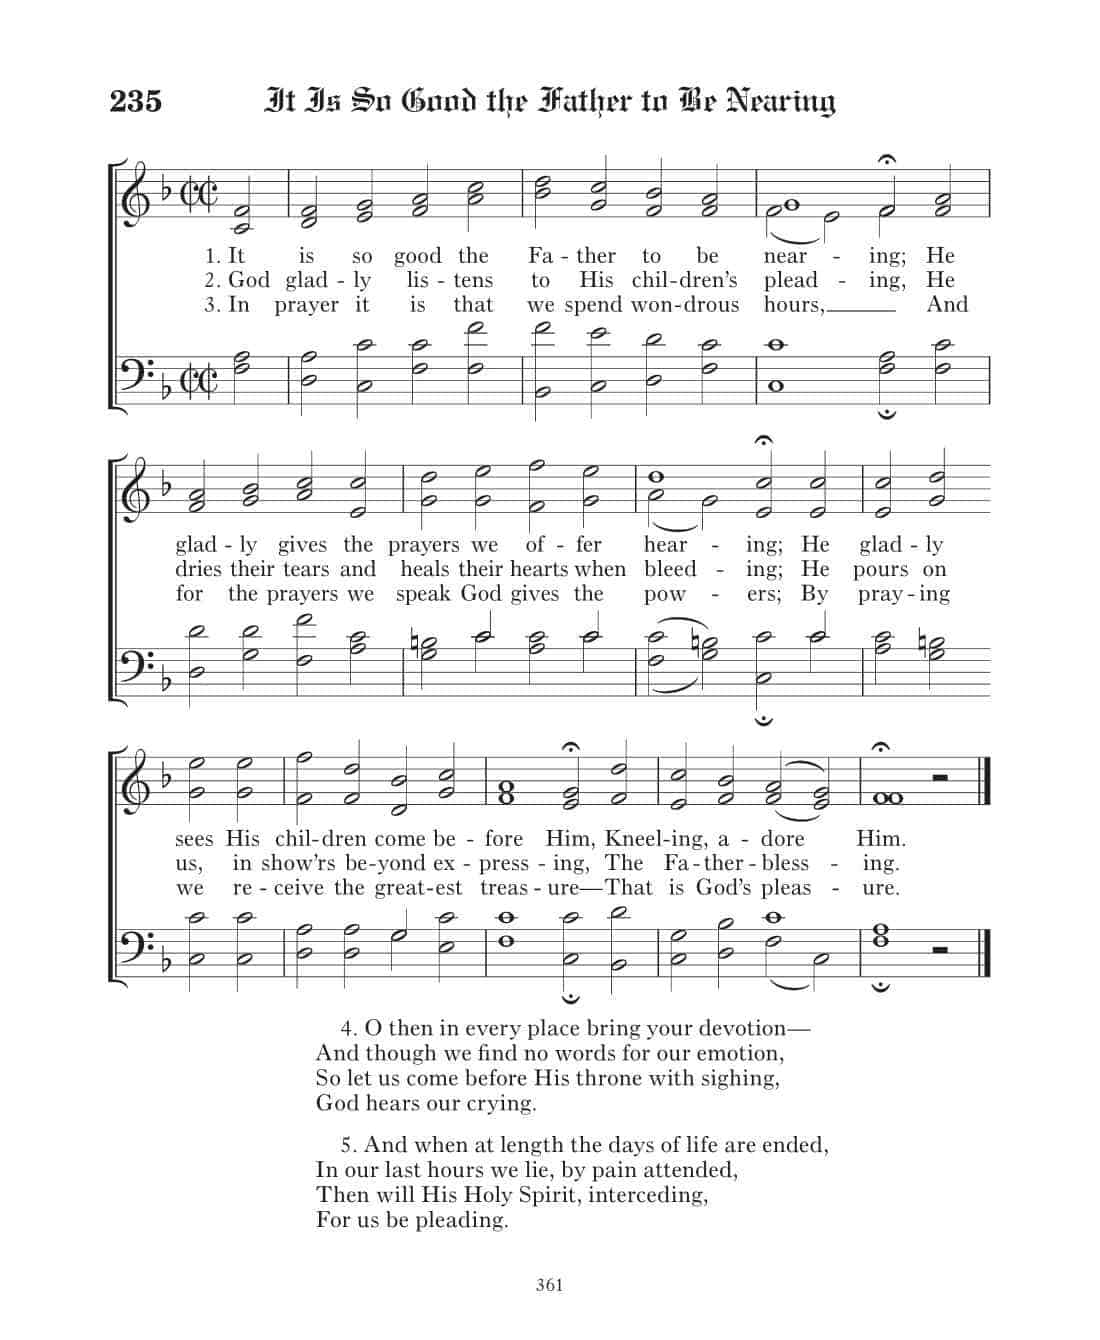 235 It Is So Good the Father to Be Nearing
1. It is so good the Fa - ther to be near - ing; He
2. God glad - ly lis - tens to His chil-dren's plead - ing, He
3. In prayer it is that we spend won-drous hours, And
glad - ly gives the prayers we of - fer hear - ing; He glad - ly
dries their tears and heals their hearts when bleed - ing; He pours on
for the prayers we speak God gives the pow - ers; By pray - ing
sees His chil-dren come be - fore Him, Kneel-ing, a - dore Him.
us, in show'rs be-yond ex - press - ing, The Fa-ther - bless - ing.
we re - ceive the great-est treas - ure—That is God's pleas - ure.
4. O then in every place bring your devotion—
And though we find no words for our emotion,
So let us come before His throne with sighing,
God hears our crying.
5. And when at length the days of life are ended,
In our last hours we lie, by pain attended,
Then will His Holy Spirit, interceding,
For us be pleading.
361